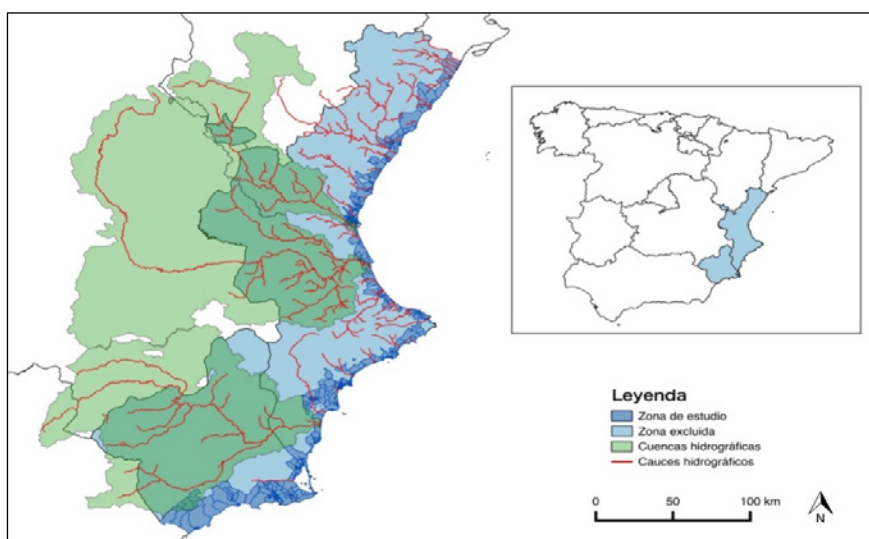 Leyenda
Zona de estudio
Zona excluida
Cuencas hidrográficas
Cauces hidrográficos
0 50 100 km
N